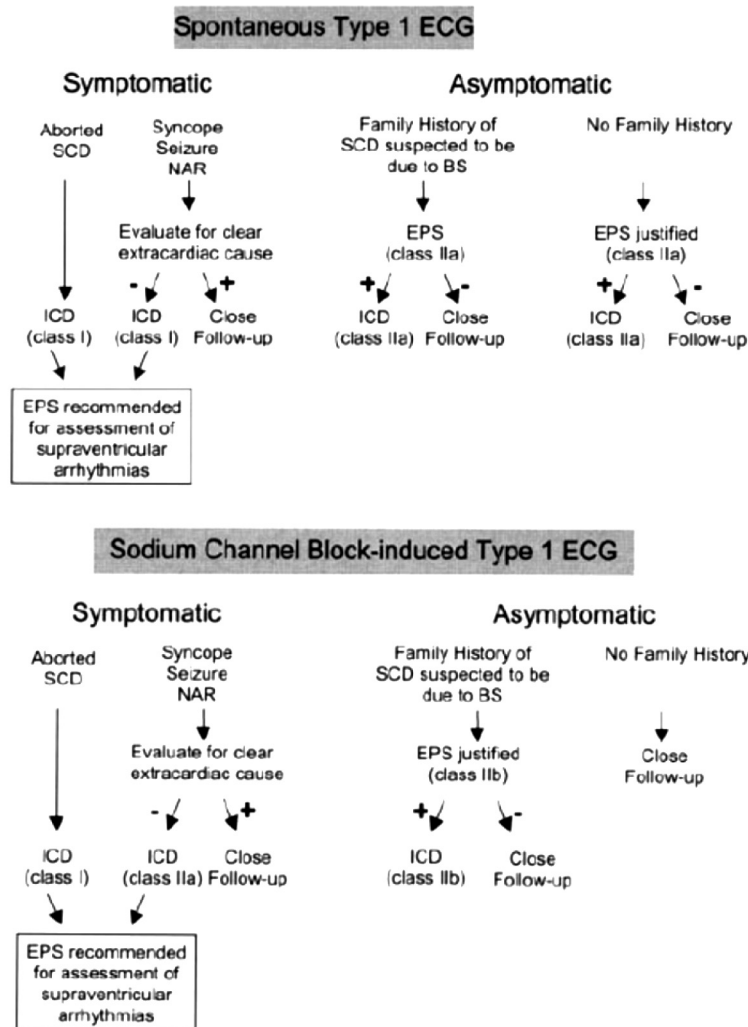 Spontaneous Type 1 ECG
Symptomatic
Asymptomatic
Aborted
SCD
Syncope
Seizure
NAR
Family History of
SCD suspected to be
due to BS
No Family History
Evaluate for clear
extracardiac cause
EPS
(class IIa)
EPS justified
(class IIa)
-
+
+
-
+
-
ICD
(class I)
ICD
(class I)
Close
Follow-up
ICD
(class IIa)
Close
Follow-up
ICD
(class IIa)
Close
Follow-up
EPS recommended
for assessment of
supraventricular
arrhythmias
Sodium Channel Block-induced Type 1 ECG
Symptomatic
Asymptomatic
Aborted
SCD
Syncope
Seizure
NAR
Family History of
SCD suspected to be
due to BS
No Family History
Evaluate for clear
extracardiac cause
EPS justified
(class IIb)
Close
Follow-up
-
+
+
-
ICD
(class I)
ICD
(class IIa)
Close
Follow-up
ICD
(class IIb)
Close
Follow-up
EPS recommended
for assessment of
supraventricular
arrhythmias